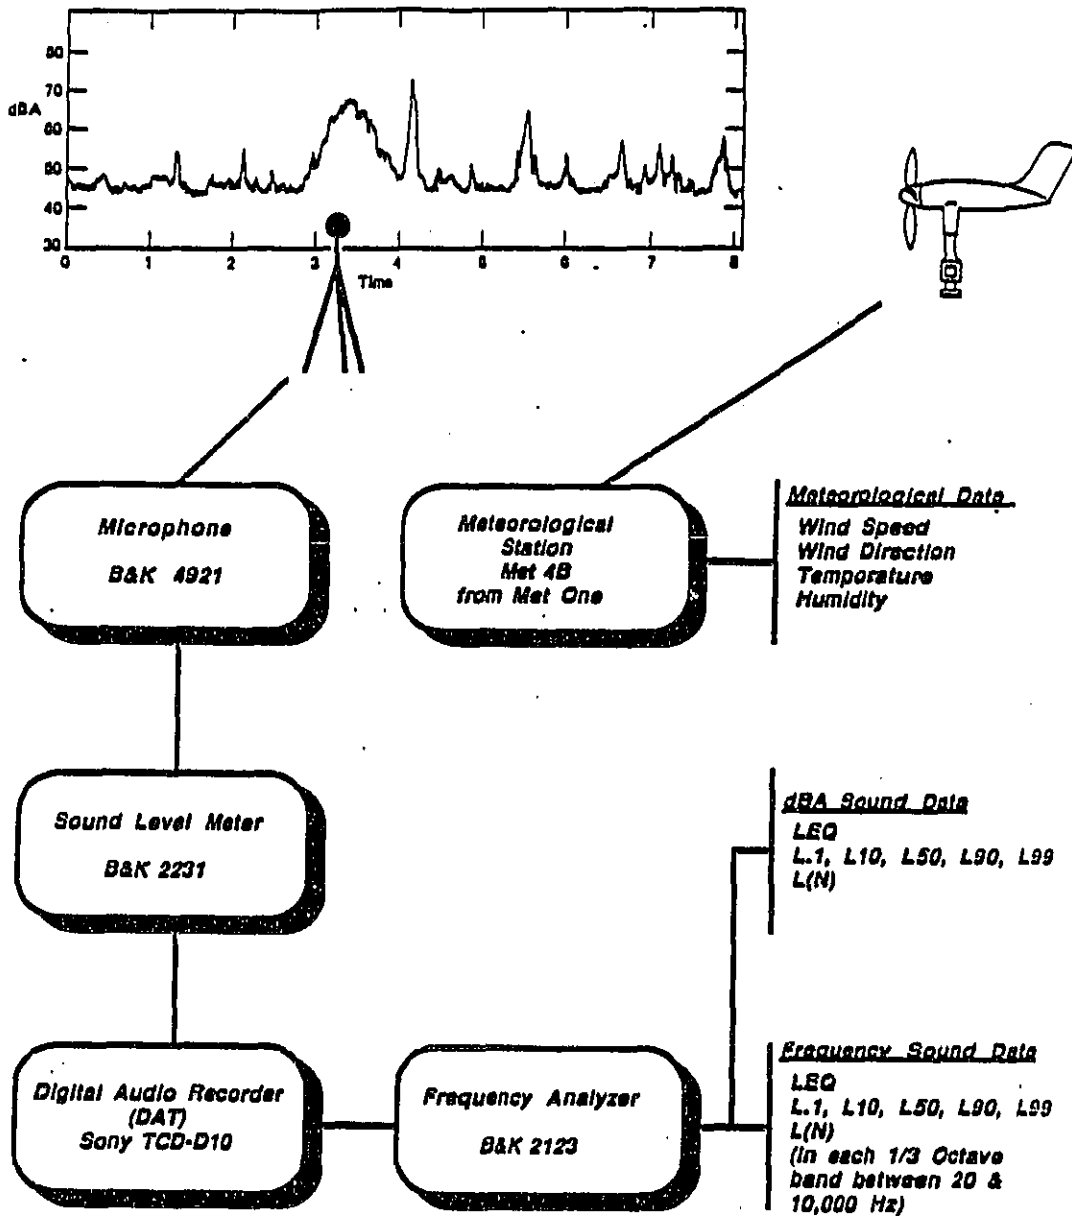 80
70
dBA
60
50
40
30
0 1 2 3 4 5 6 7 8
Time
Microphone
B&K 4921
Meteorological
Station
Met 4B
from Met One
Meteorological Data
Wind Speed
Wind Direction
Temperature
Humidity
Sound Level Meter
B&K 2231
dBA Sound Data
LEQ
L.1, L10, L50, L90, L99
L(N)
Digital Audio Recorder
(DAT)
Sony TCD-D10
Frequency Analyzer
B&K 2123
Frequency Sound Data
LEQ
L.1, L10, L50, L90, L99
L(N)
(in each 1/3 Octave
band between 20 &
10,000 Hz)